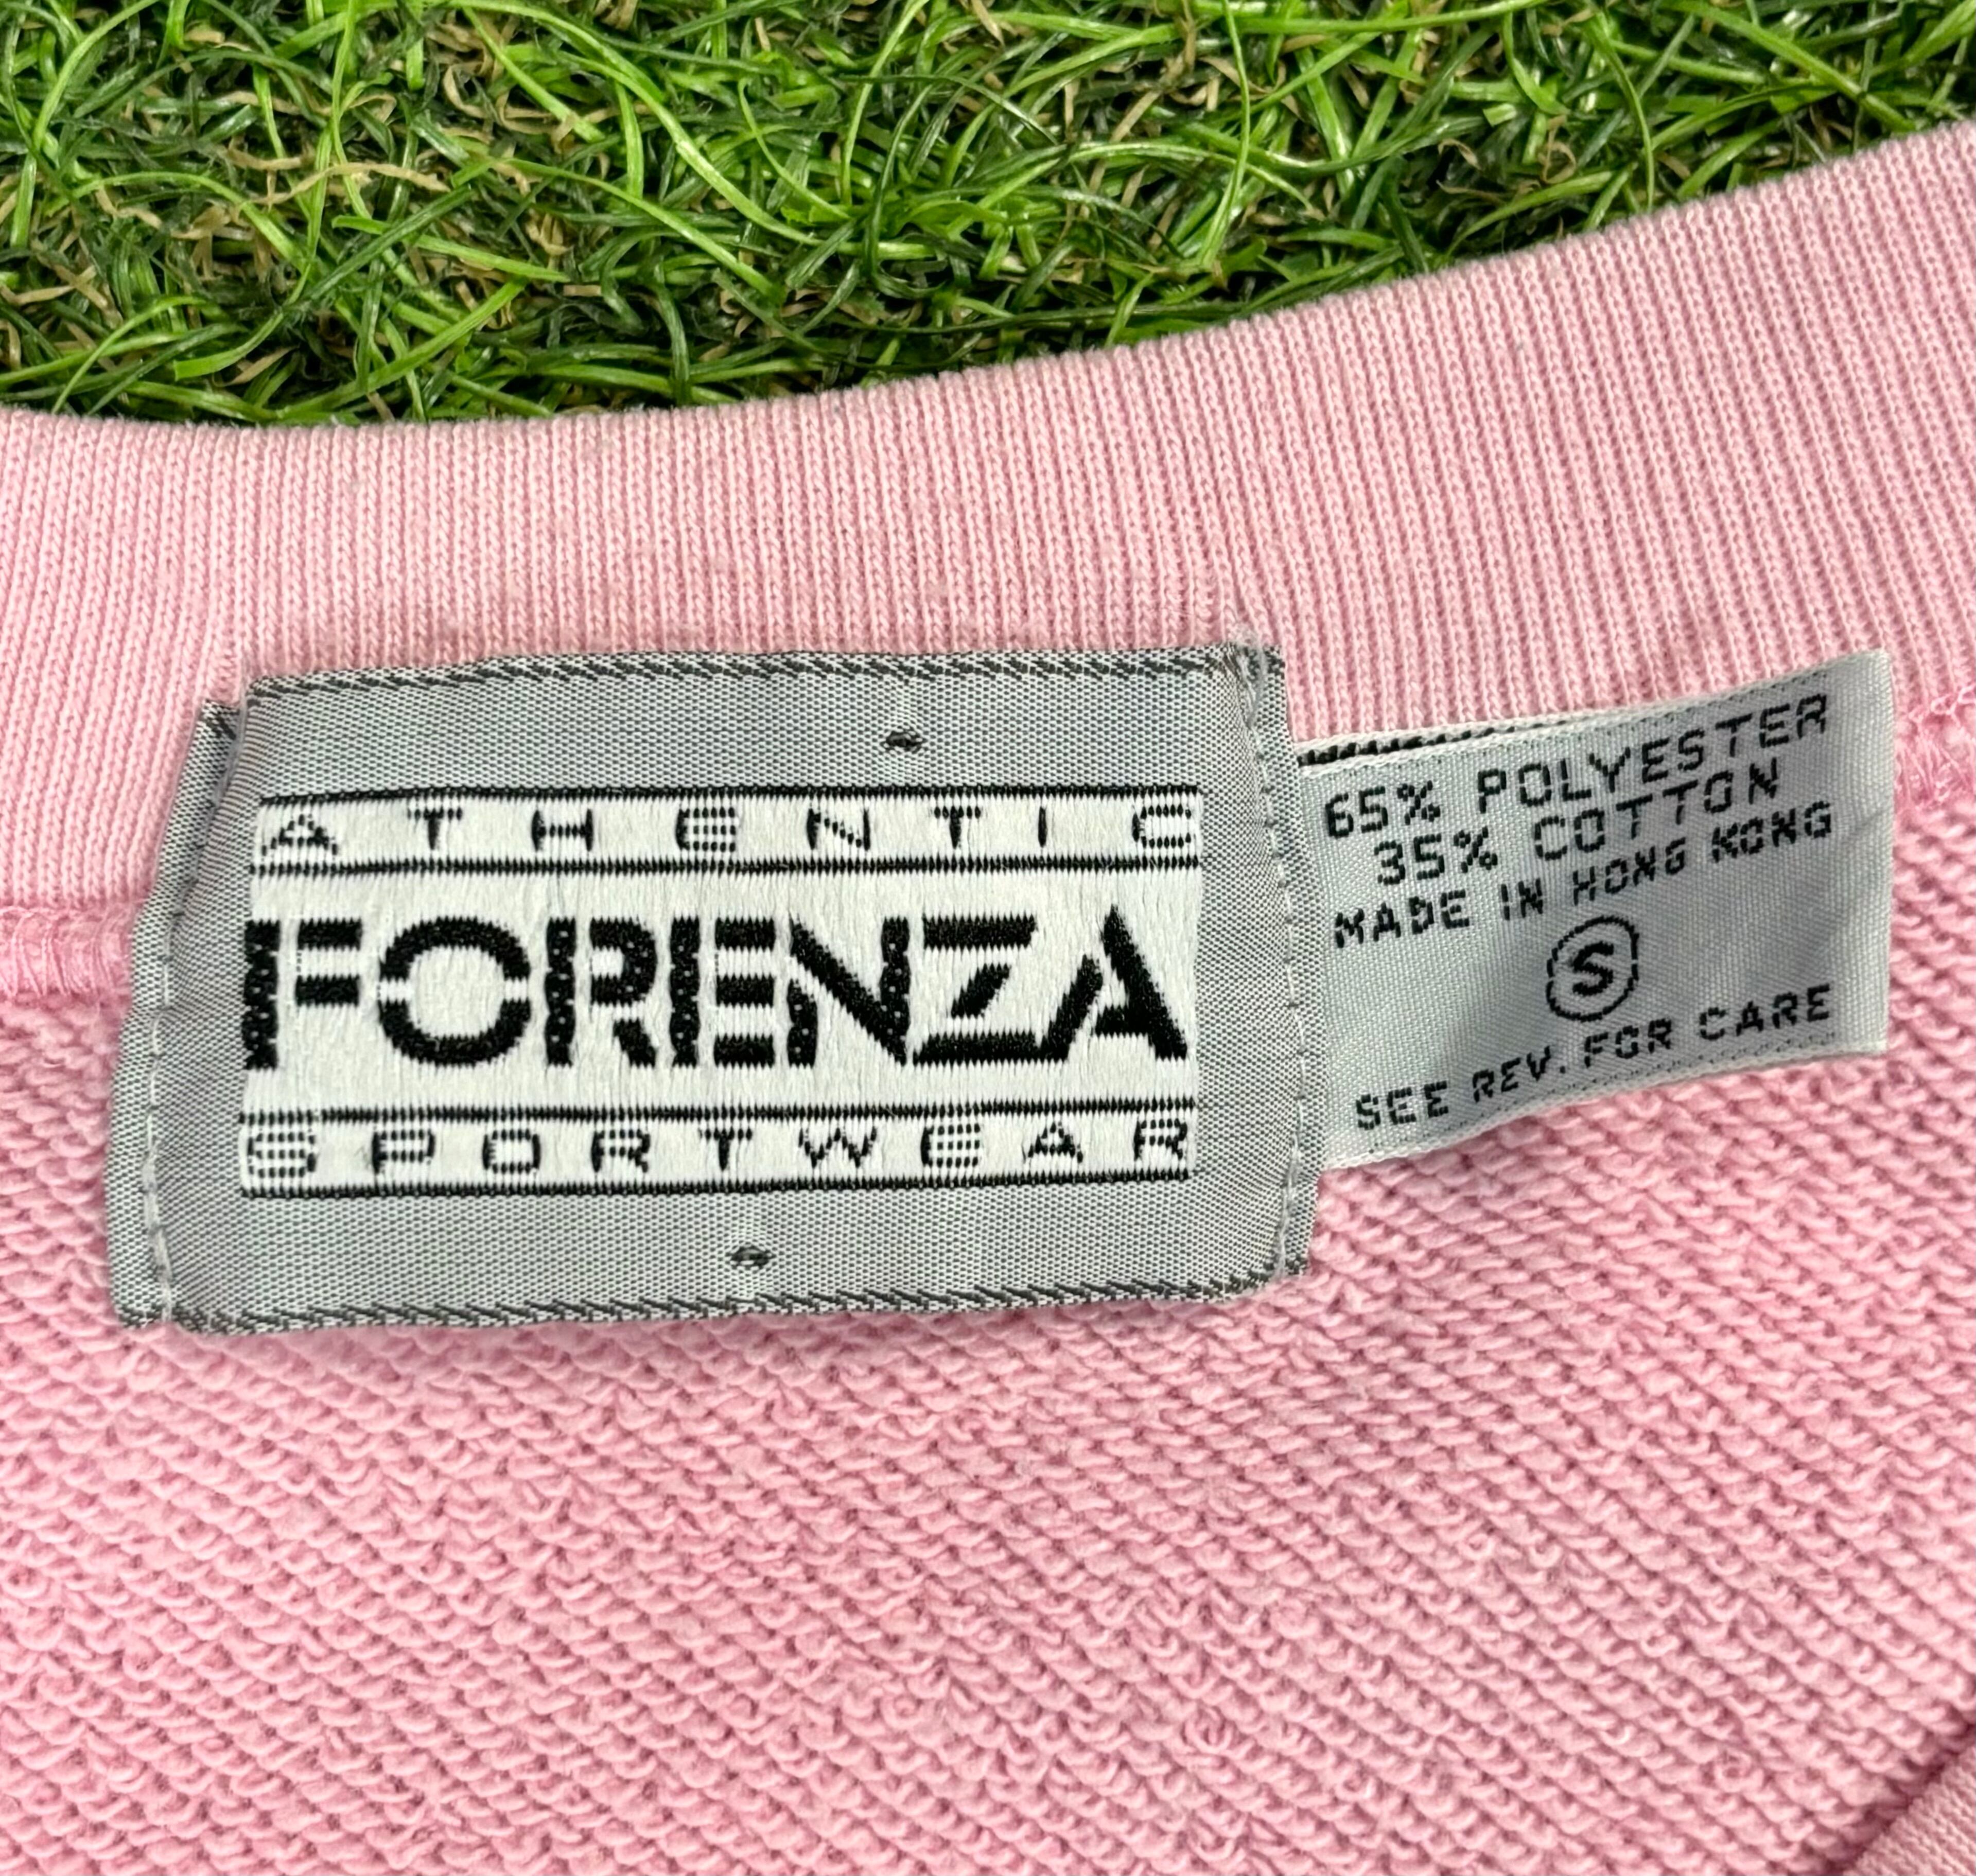 ATHENTIC
FORENZA
SPORTWEAR
65% POLYESTER
35% COTTON
MADE IN HONG KONG
S
SEE REV. FOR CARE